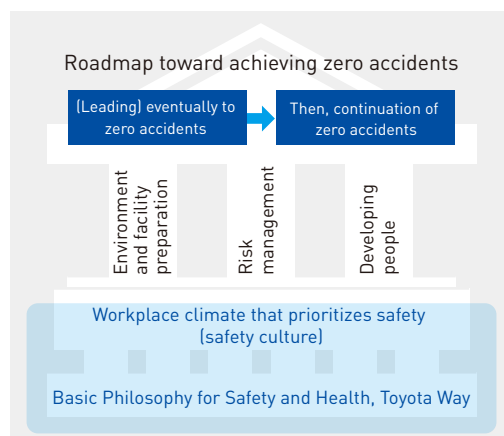 Roadmap toward achieving zero accidents
(Leading) eventually to
zero accidents
Then, continuation of
zero accidents
Environment
and facility
preparation
Risk
management
Developing
people
Workplace climate that prioritizes safety
(safety culture)
Basic Philosophy for Safety and Health, Toyota Way